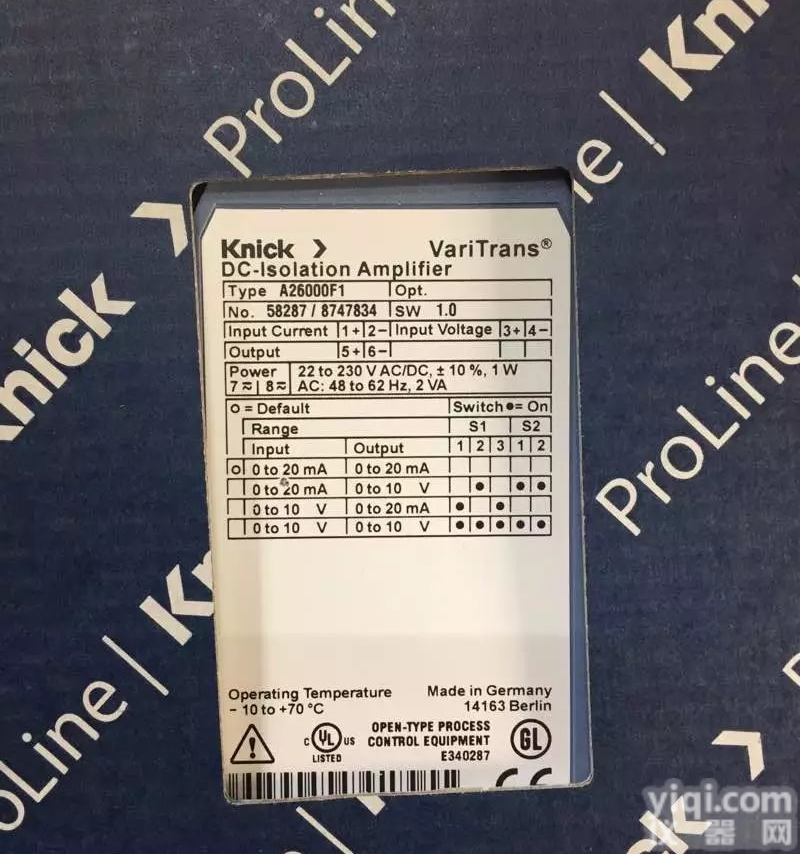 ProLine
Knick
Line |
Knick
ProLine
ProLine | Kn
Knick > VariTrans®
DC-Isolation Amplifier
Type A26000F1 Opt.
No. 58287 / 8747834 SW 1.0
Input Current 1+ 2- Input Voltage 3+ 4-
Output 5+ 6-
Power 22 to 230 V AC/DC, ± 10 %, 1 W
7 ≂ 8 ≂ AC: 48 to 62 Hz, 2 VA
O = Default Switch ● = On
Range S1 S2
Input Output 1 2 3 1 2
O 0 to 20 mA 0 to 20 mA
0 to 20 mA 0 to 10 V ● ● ●
0 to 10 V 0 to 20 mA ● ●
0 to 10 V 0 to 10 V ● ● ● ● ●
Operating Temperature Made in Germany
- 10 to +70 °C 14163 Berlin
C UL US OPEN-TYPE PROCESS GL
LISTED CONTROL EQUIPMENT
E340287
CE
yiqi.com
仪器网